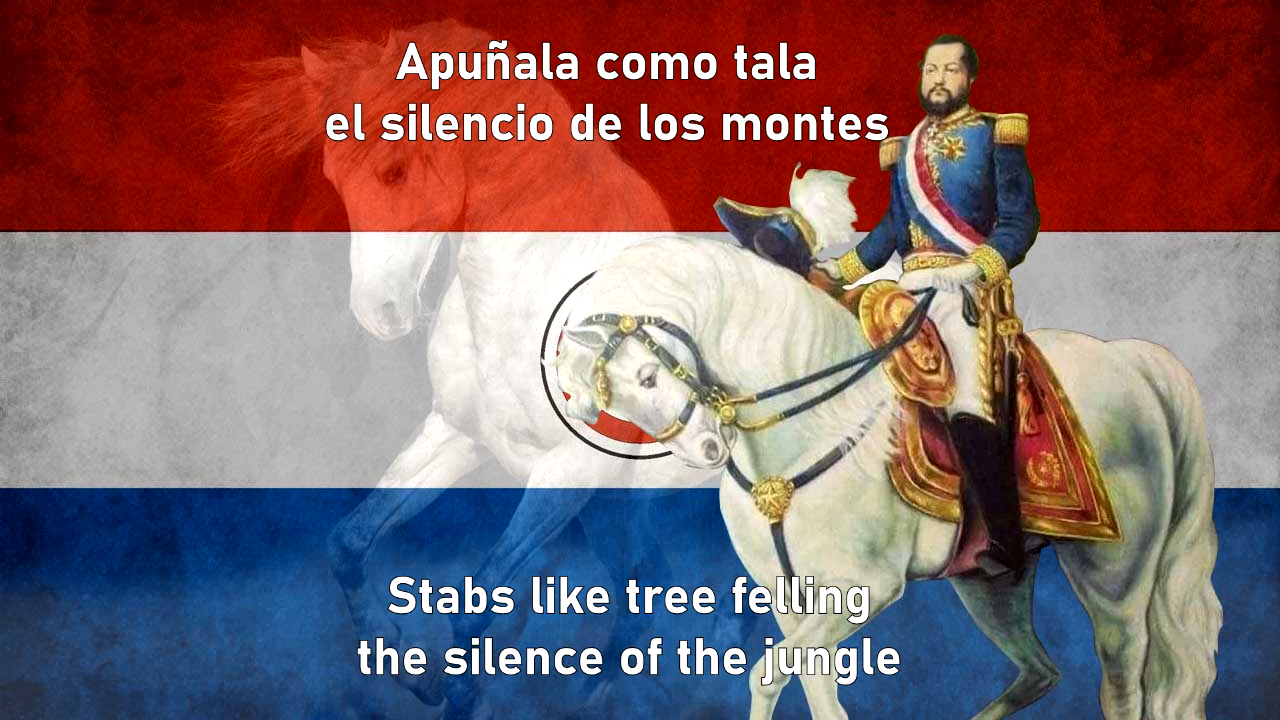 Apuñala como tala
el silencio de los montes
Stabs like tree felling
the silence of the jungle